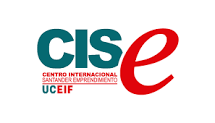 CISe
CENTRO INTERNACIONAL
SANTANDER EMPRENDIMIENTO
UCEIF